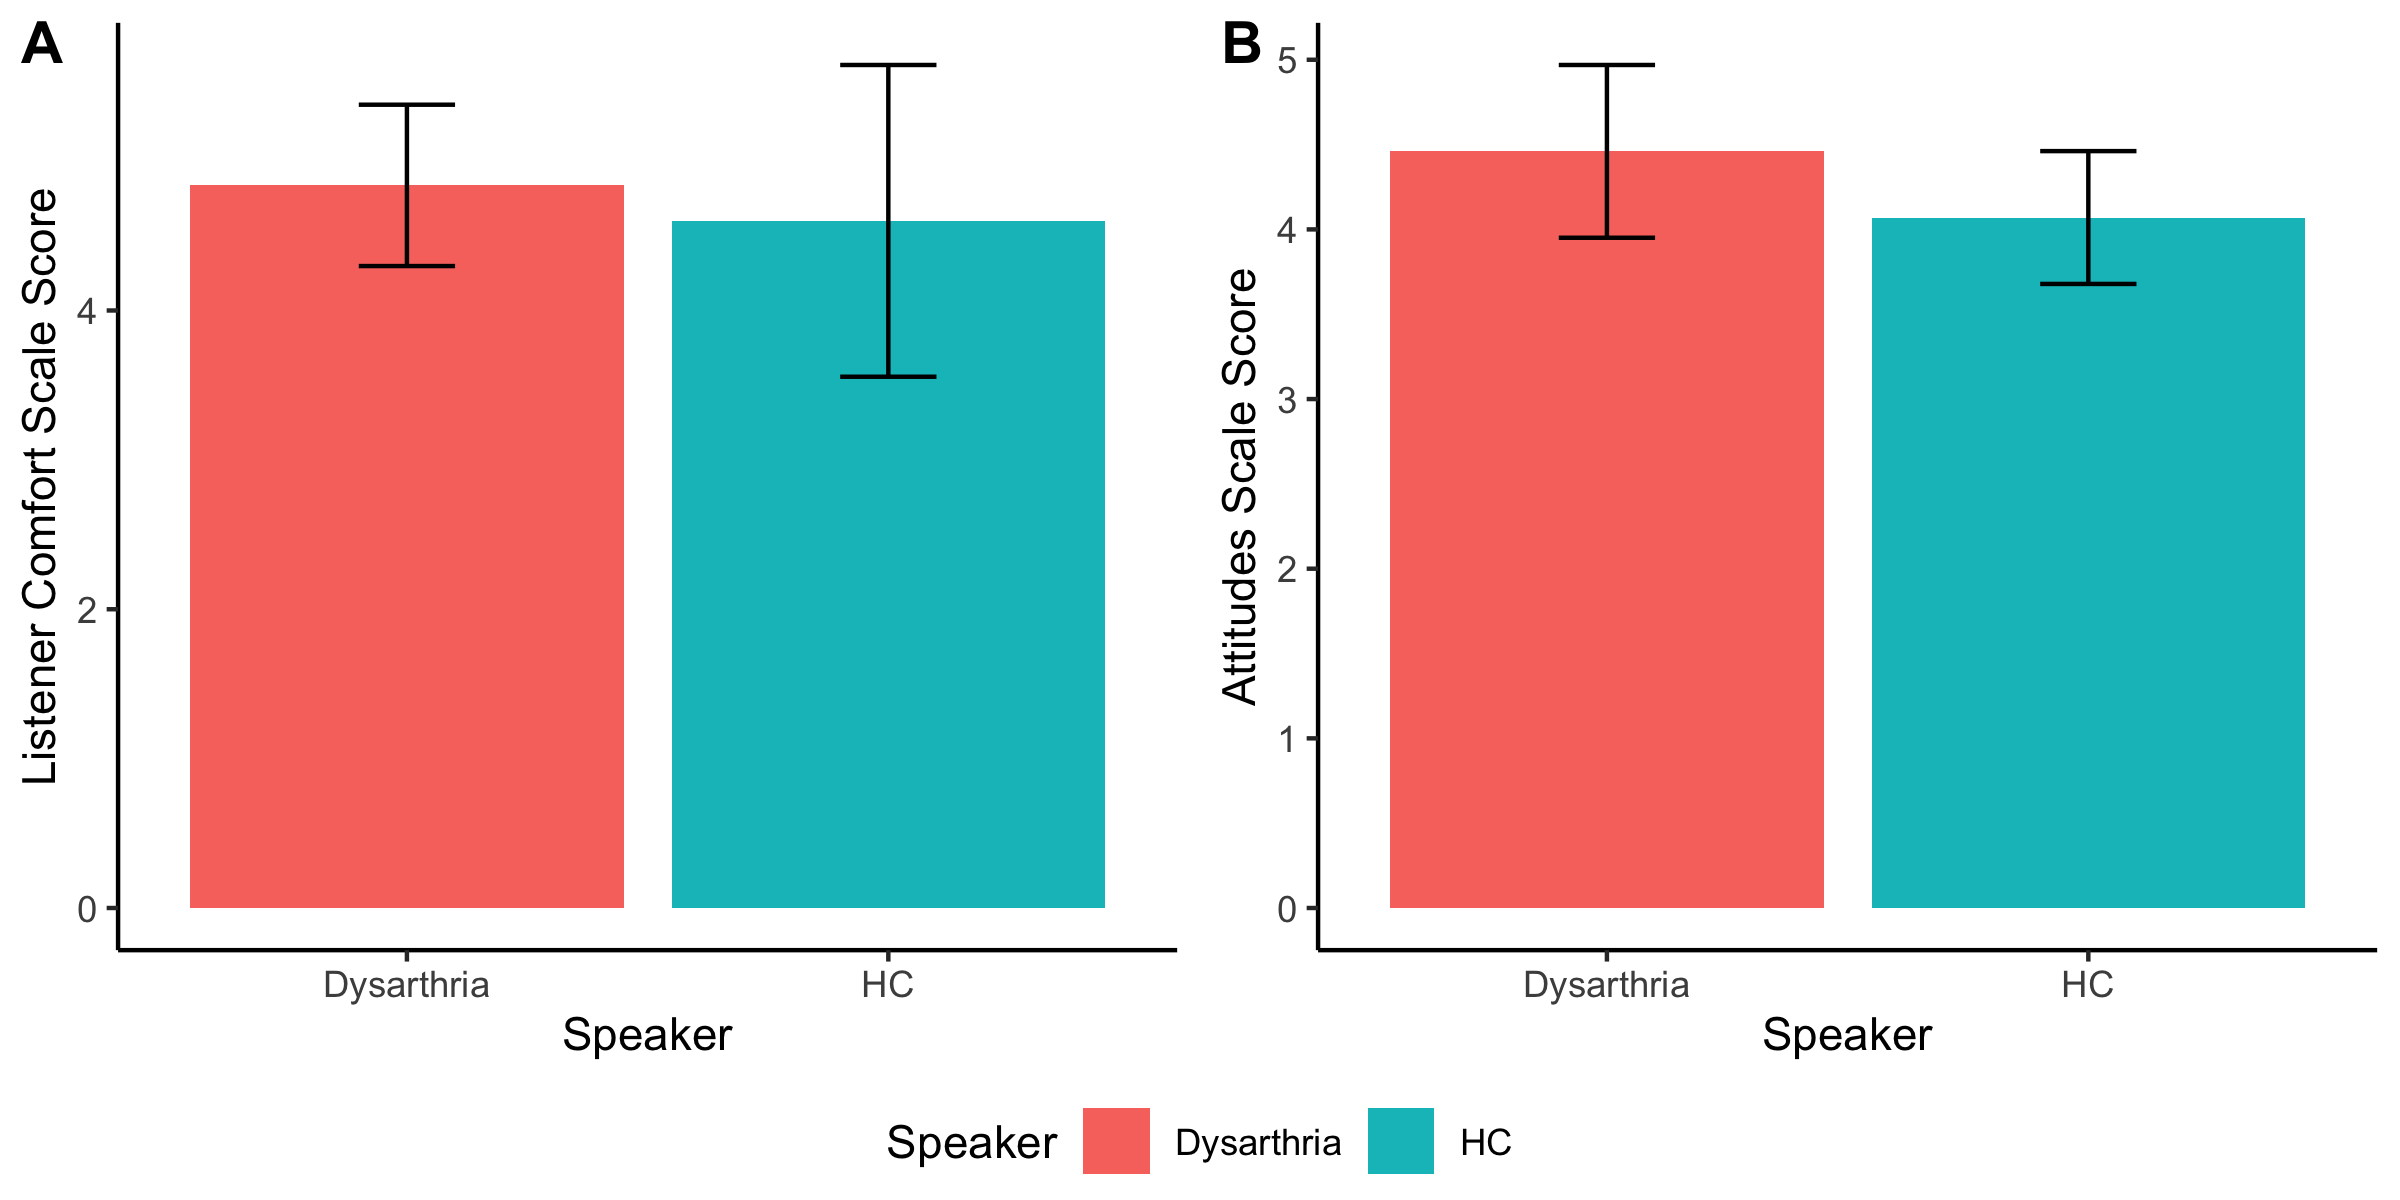 A
Listener Comfort Scale Score
4
2
0
Dysarthria HC
Speaker
B
Attitudes Scale Score
5
4
3
2
1
0
Dysarthria HC
Speaker
Speaker Dysarthria HC